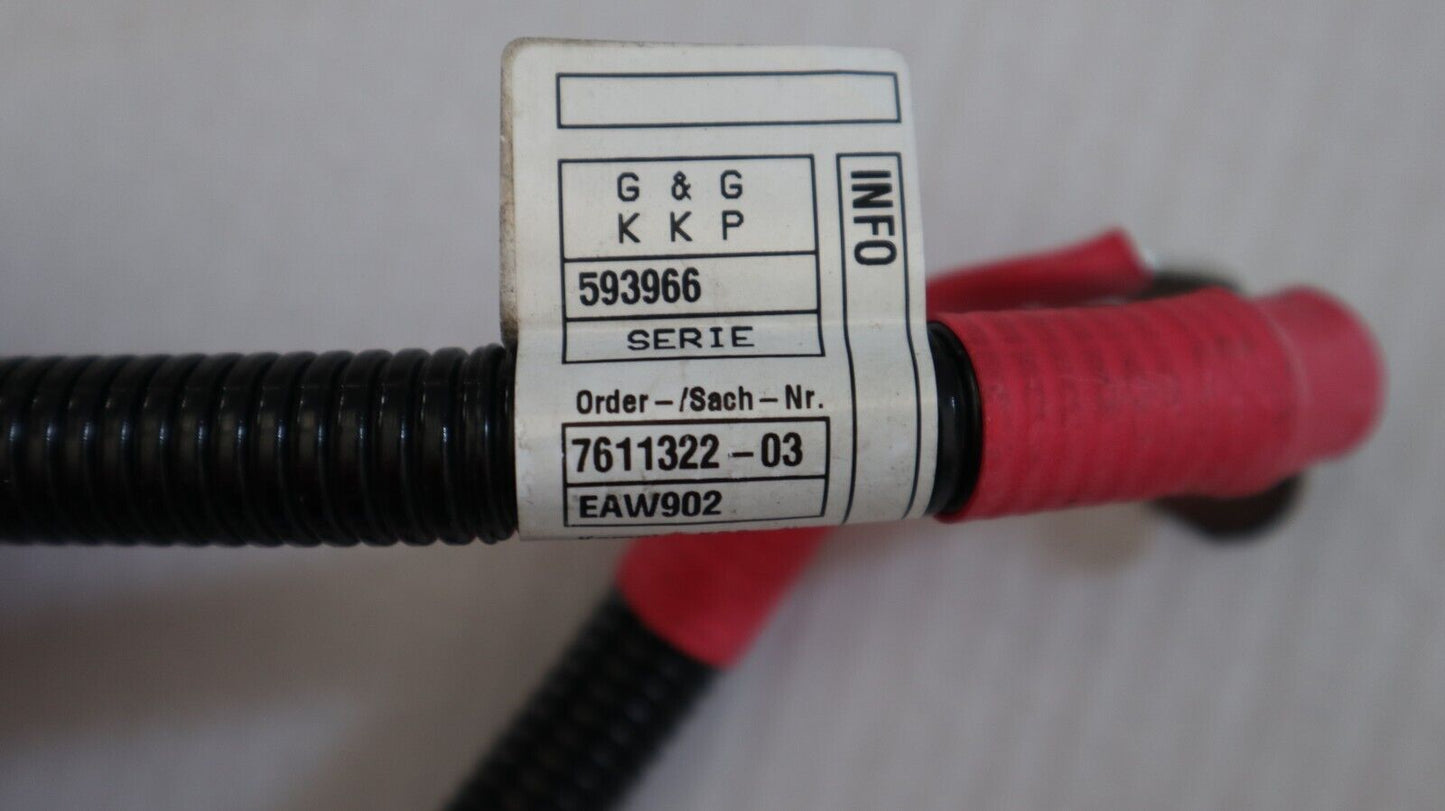 G & G
K K P
593966
SERIE
Order-/Sach-Nr.
7611322-03
EAW902
INFO